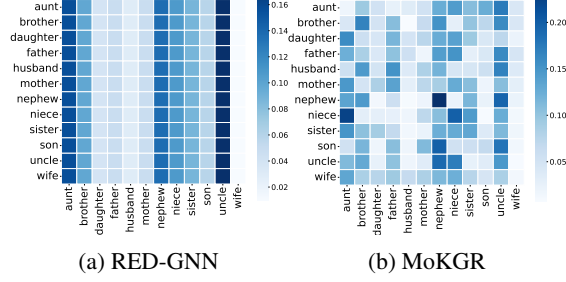 aunt
brother
daughter
father
husband
mother
nephew
niece
sister
son
uncle
wife
aunt brother daughter father husband mother nephew niece sister son uncle wife
0.16
0.14
0.12
0.10
0.08
0.06
0.04
0.02
(a) RED-GNN
aunt
brother
daughter
father
husband
mother
nephew
niece
sister
son
uncle
wife
aunt brother daughter father husband mother nephew niece sister son uncle wife
0.20
0.15
0.10
0.05
(b) MoKGR